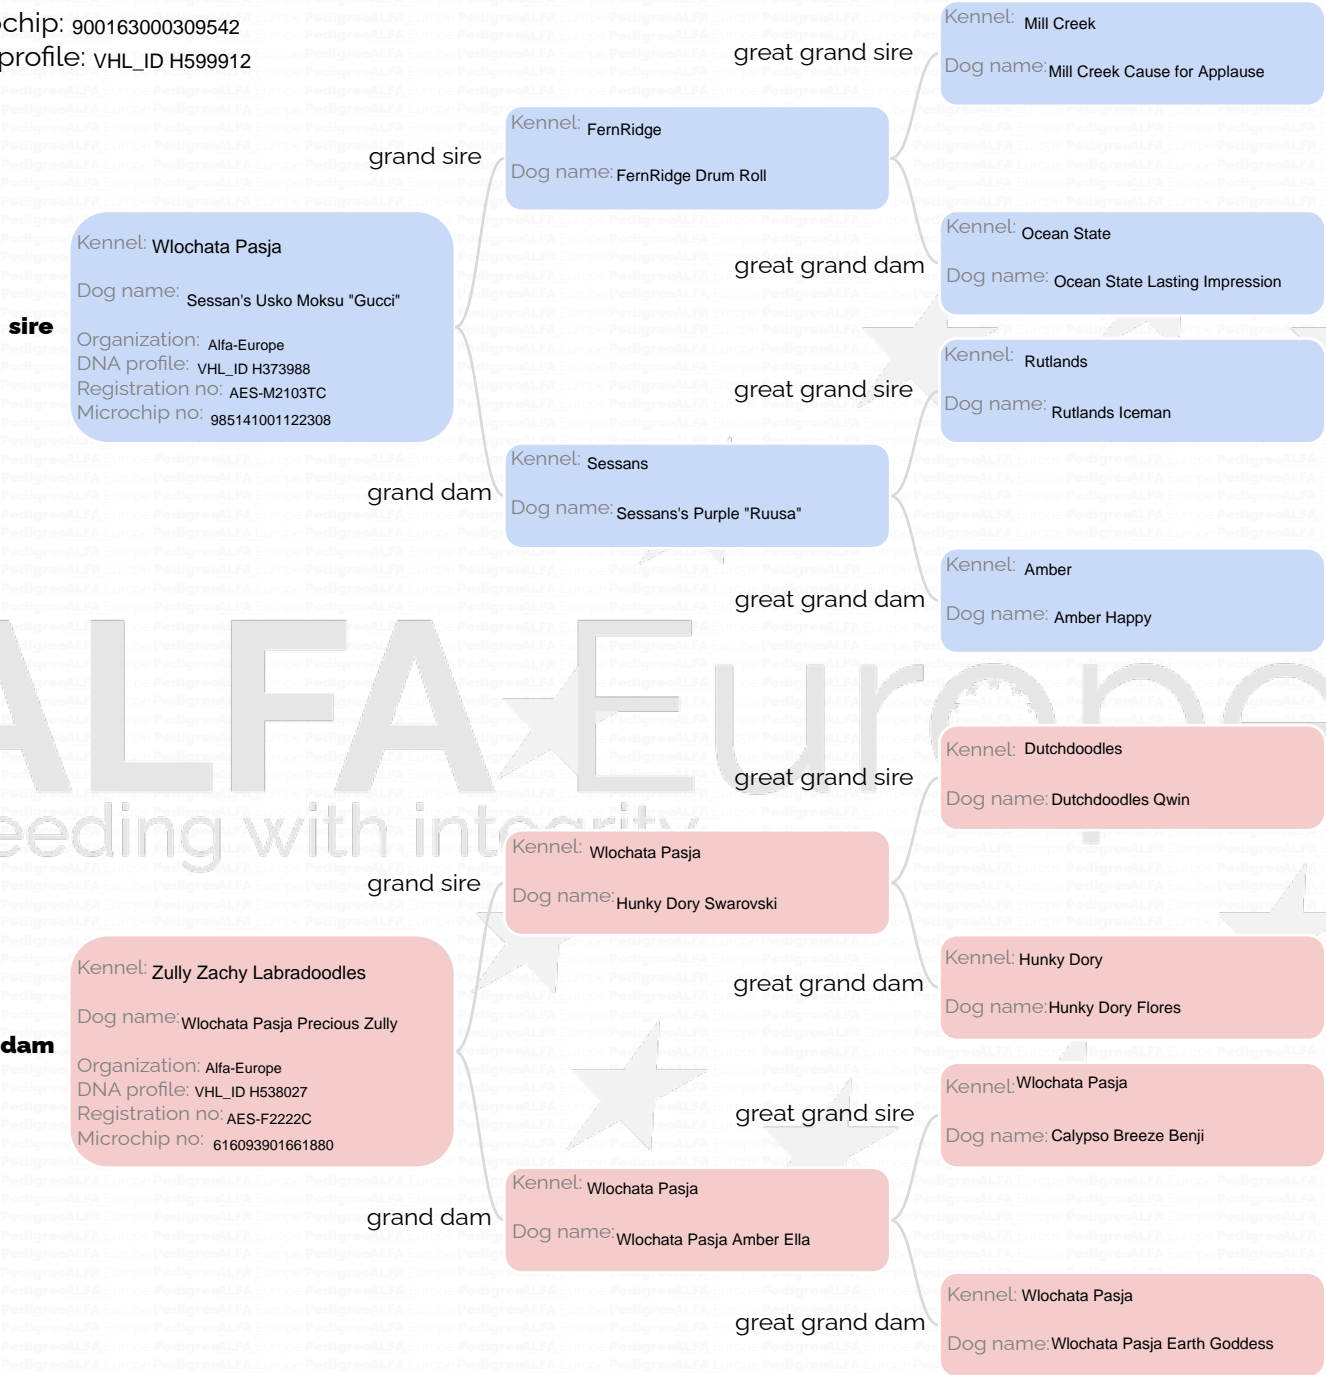 ochip: 900163000309542
profile: VHL_ID H599912
great grand sire
Kennel: Mill Creek
Dog name: Mill Creek Cause for Applause
grand sire
Kennel: FernRidge
Dog name: FernRidge Drum Roll
great grand dam
Kennel: Ocean State
Dog name: Ocean State Lasting Impression
sire
Kennel: Wlochata Pasja
Dog name: Sessan's Usko Moksu "Gucci"
Organization: Alfa-Europe
DNA profile: VHL_ID H373988
Registration no: AES-M2103TC
Microchip no: 985141001122308
great grand sire
Kennel: Rutlands
Dog name: Rutlands Iceman
grand dam
Kennel: Sessans
Dog name: Sessans's Purple "Ruusa"
great grand dam
Kennel: Amber
Dog name: Amber Happy
ALFA Europe
eeding with integrity
great grand sire
Kennel: Dutchdoodles
Dog name: Dutchdoodles Qwin
grand sire
Kennel: Wlochata Pasja
Dog name: Hunky Dory Swarovski
great grand dam
Kennel: Hunky Dory
Dog name: Hunky Dory Flores
dam
Kennel: Zully Zachy Labradoodles
Dog name: Wlochata Pasja Precious Zully
Organization: Alfa-Europe
DNA profile: VHL_ID H538027
Registration no: AES-F2222C
Microchip no: 616093901661880
great grand sire
Kennel: Wlochata Pasja
Dog name: Calypso Breeze Benji
grand dam
Kennel: Wlochata Pasja
Dog name: Wlochata Pasja Amber Ella
great grand dam
Kennel: Wlochata Pasja
Dog name: Wlochata Pasja Earth Goddess